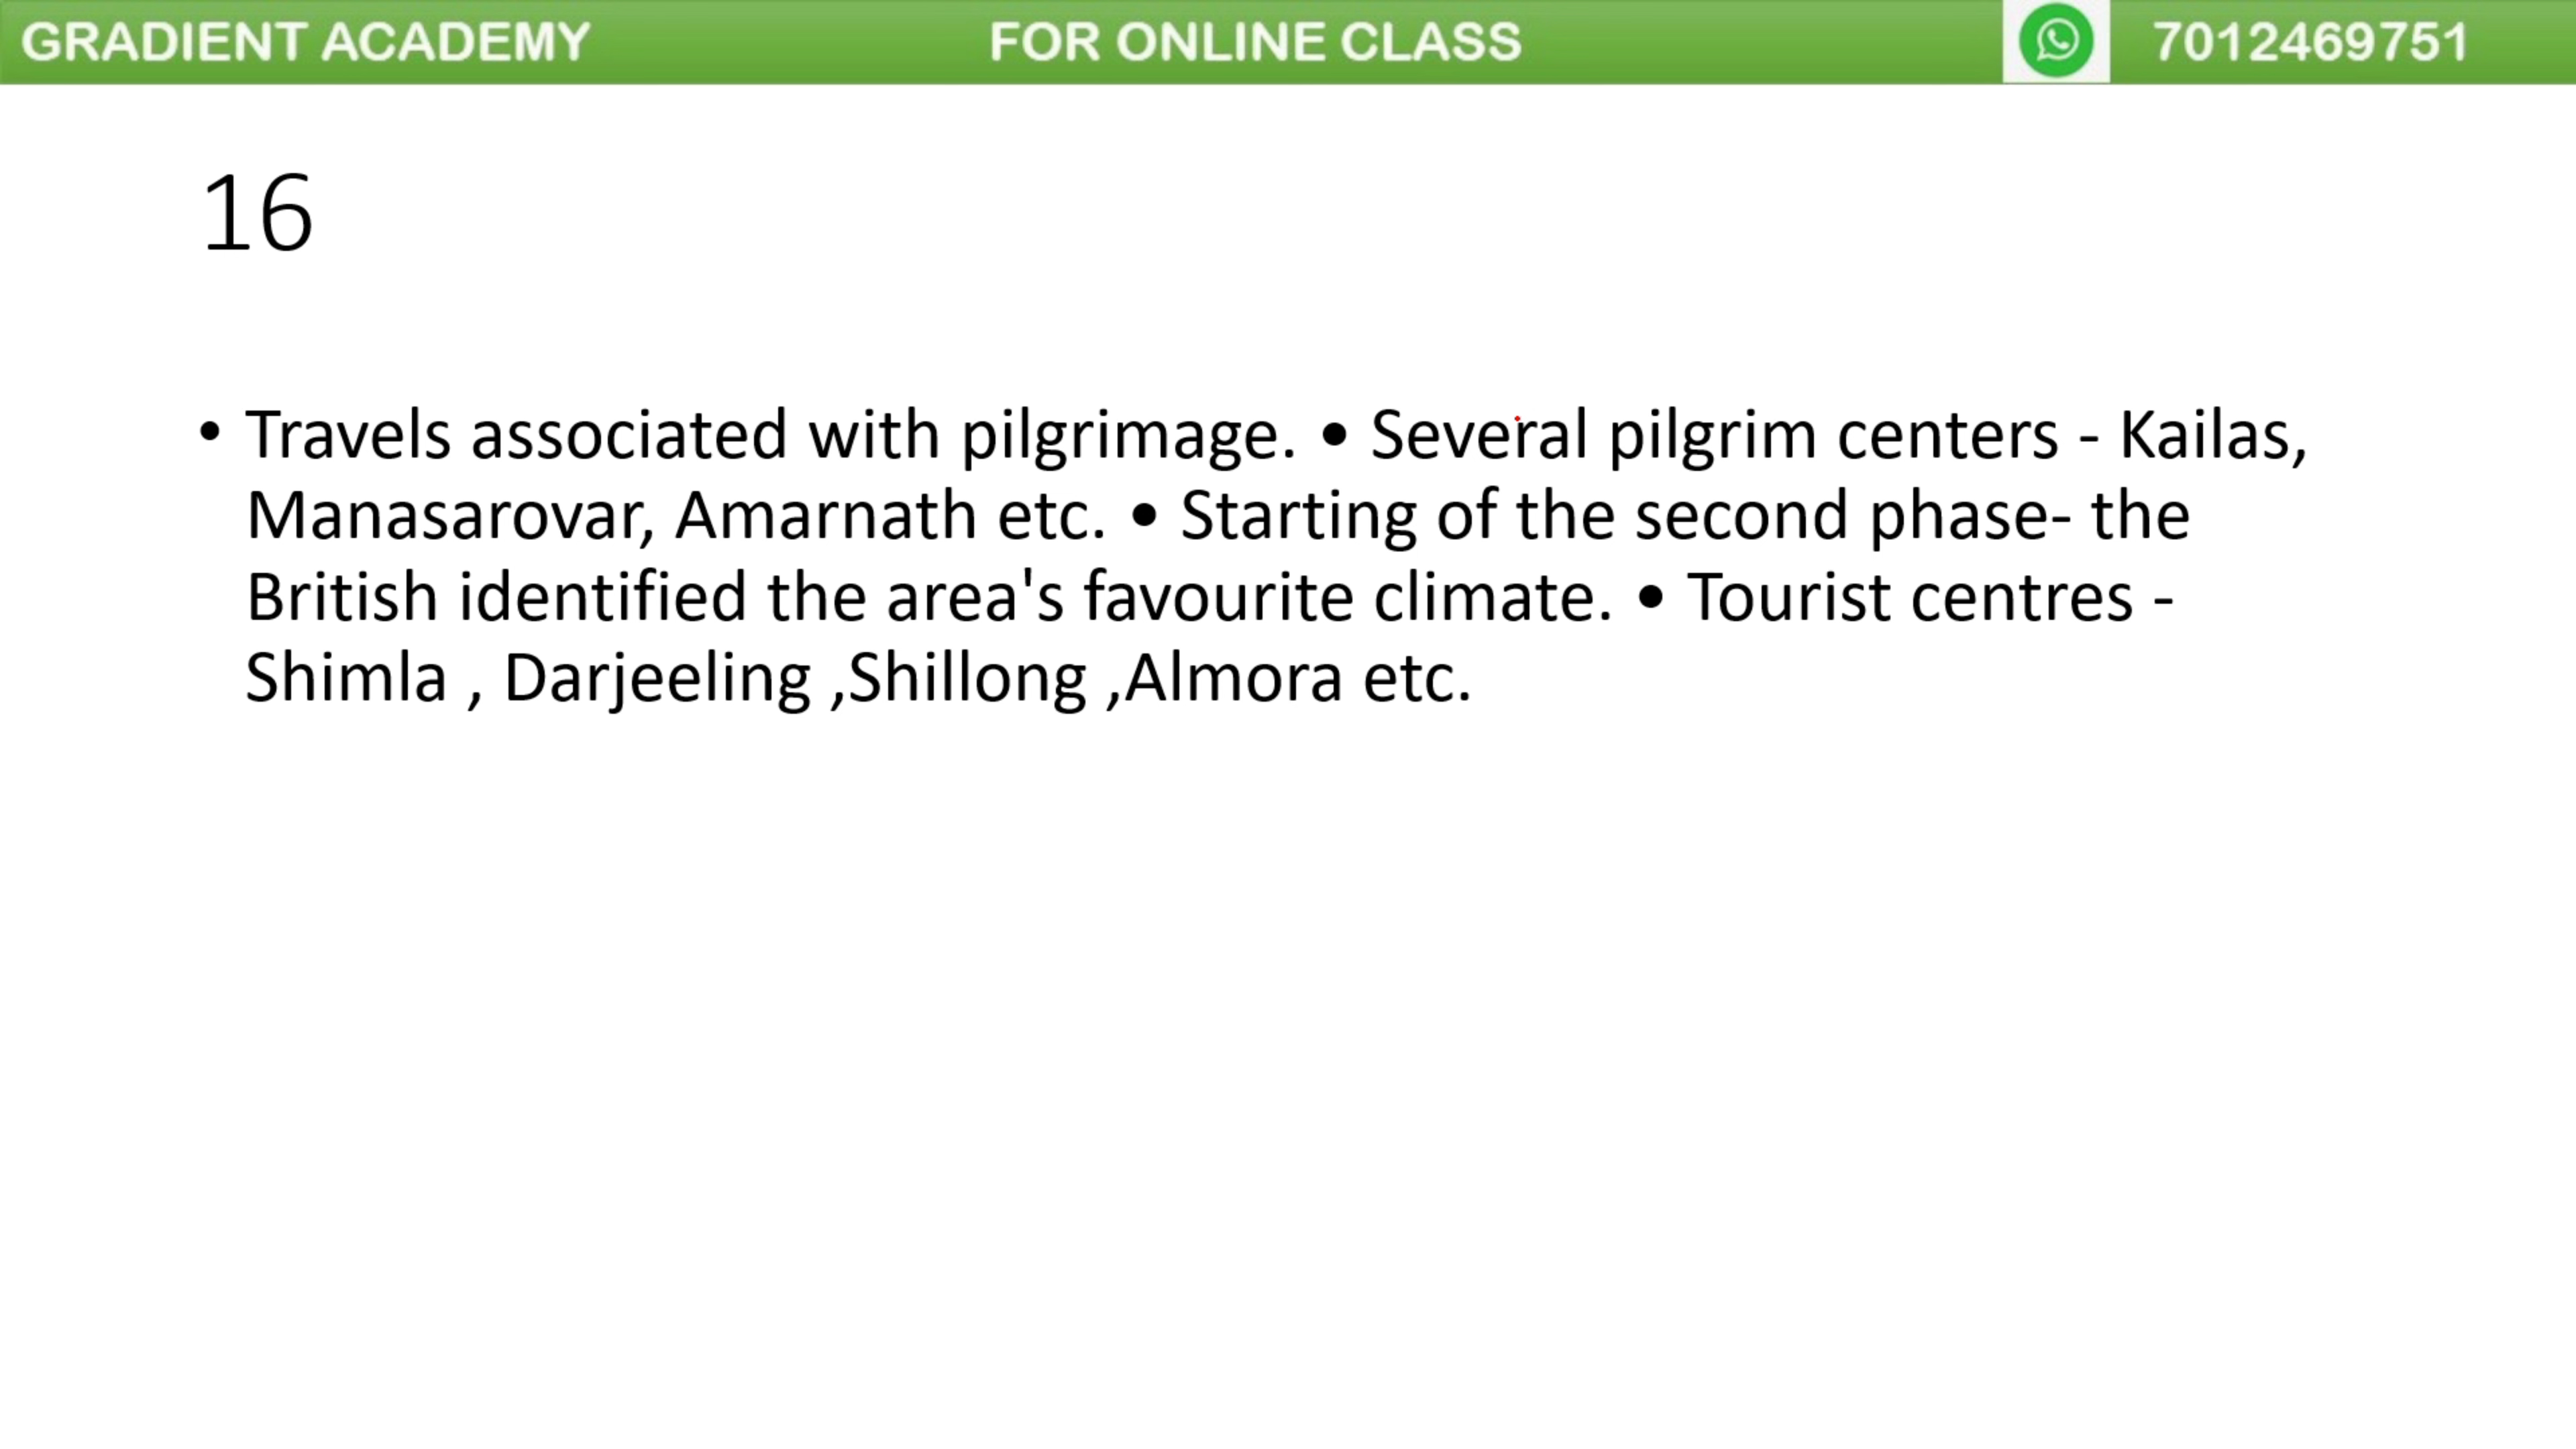 GRADIENT ACADEMY FOR ONLINE CLASS 7012469751
16
• Travels associated with pilgrimage. • Several pilgrim centers - Kailas,
Manasarovar, Amarnath etc. • Starting of the second phase- the
British identified the area's favourite climate. • Tourist centres -
Shimla , Darjeeling ,Shillong ,Almora etc.